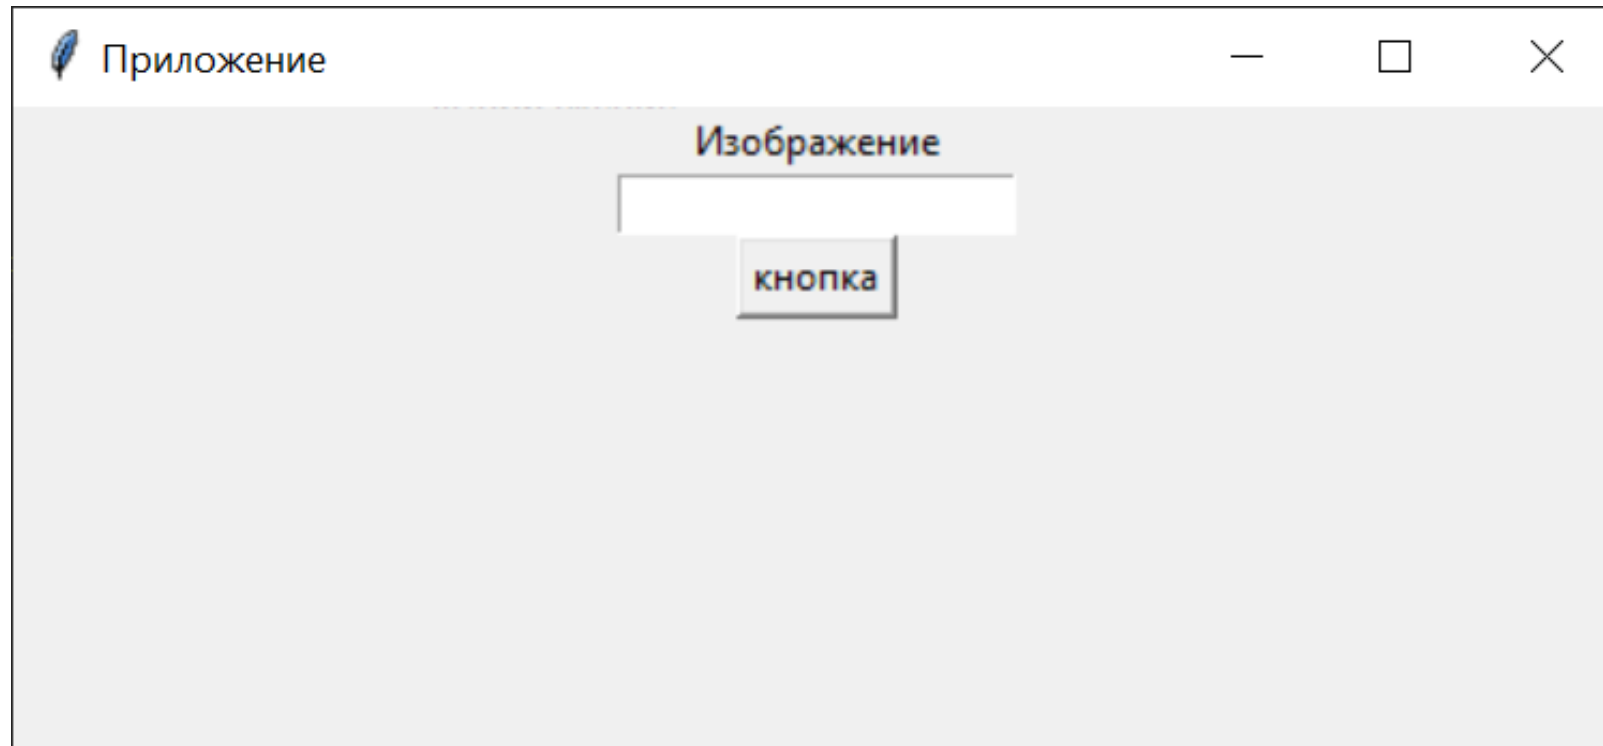 Приложение
Изображение
кнопка